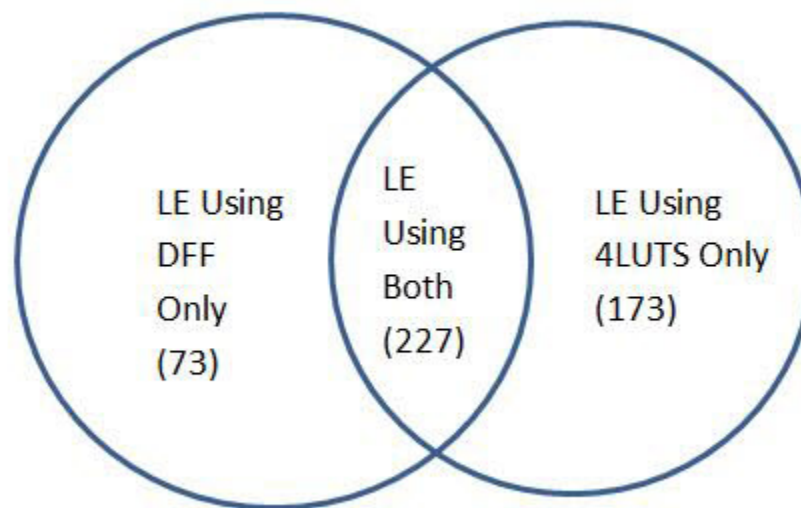 LE Using
DFF
Only
(73)
LE
Using
Both
(227)
LE Using
4LUTS Only
(173)